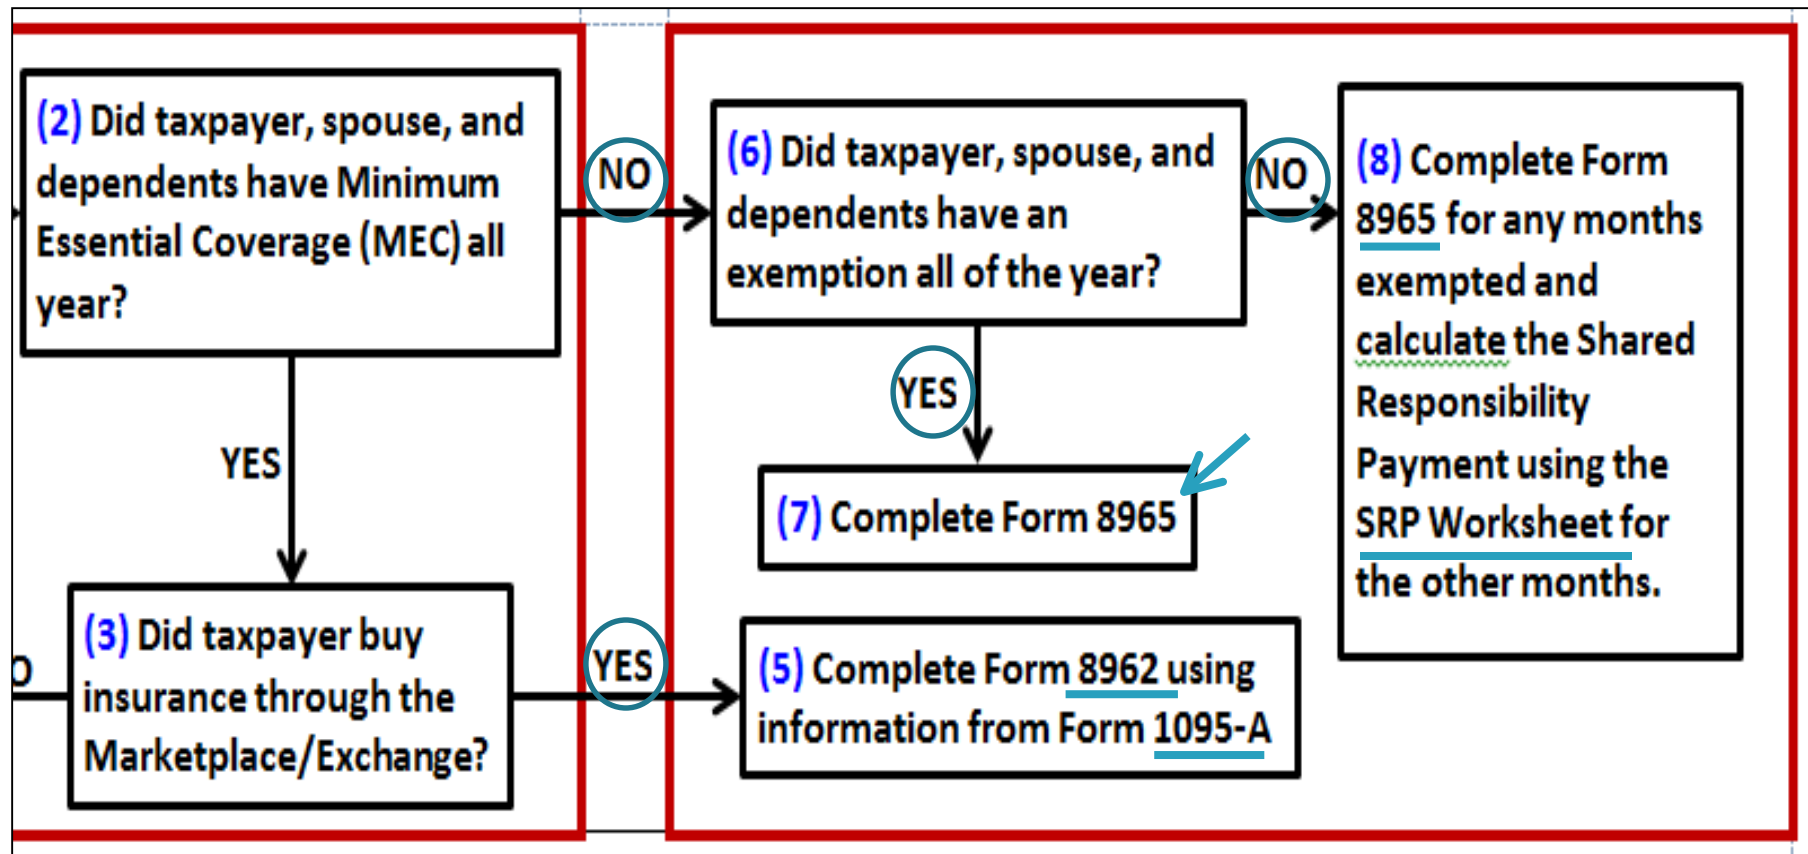 (2) Did taxpayer, spouse, and
dependents have Minimum
Essential Coverage (MEC) all
year?
NO
(6) Did taxpayer, spouse, and
dependents have an
exemption all of the year?
NO
(8) Complete Form
8965 for any months
exempted and
calculate the Shared
Responsibility
Payment using the
SRP Worksheet for
the other months.
YES
YES
(7) Complete Form 8965
O
(3) Did taxpayer buy
insurance through the
Marketplace/Exchange?
YES
(5) Complete Form 8962 using
information from Form 1095-A